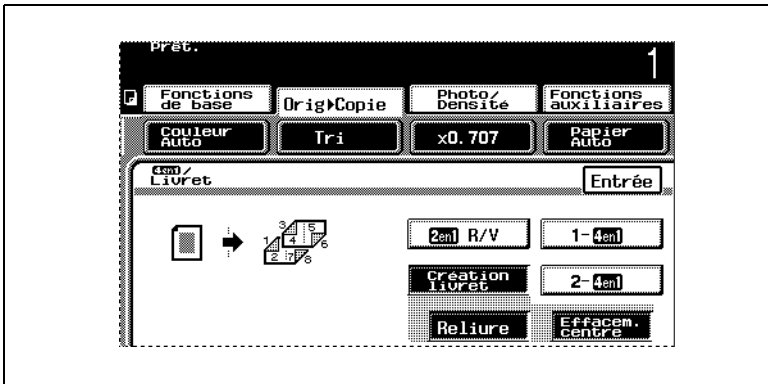 Prêt.
1
Fonctions de base
Orig▸Copie
Photo/ Densité
Fonctions auxiliaires
Couleur Auto
Tri
x0.707
Papier Auto
4en1/
Livret
Entrée
3 5
1 4 6
2 7 8
2en1 R/V
1-4en1
Création livret
2-4en1
Reliure
Effacem. centre